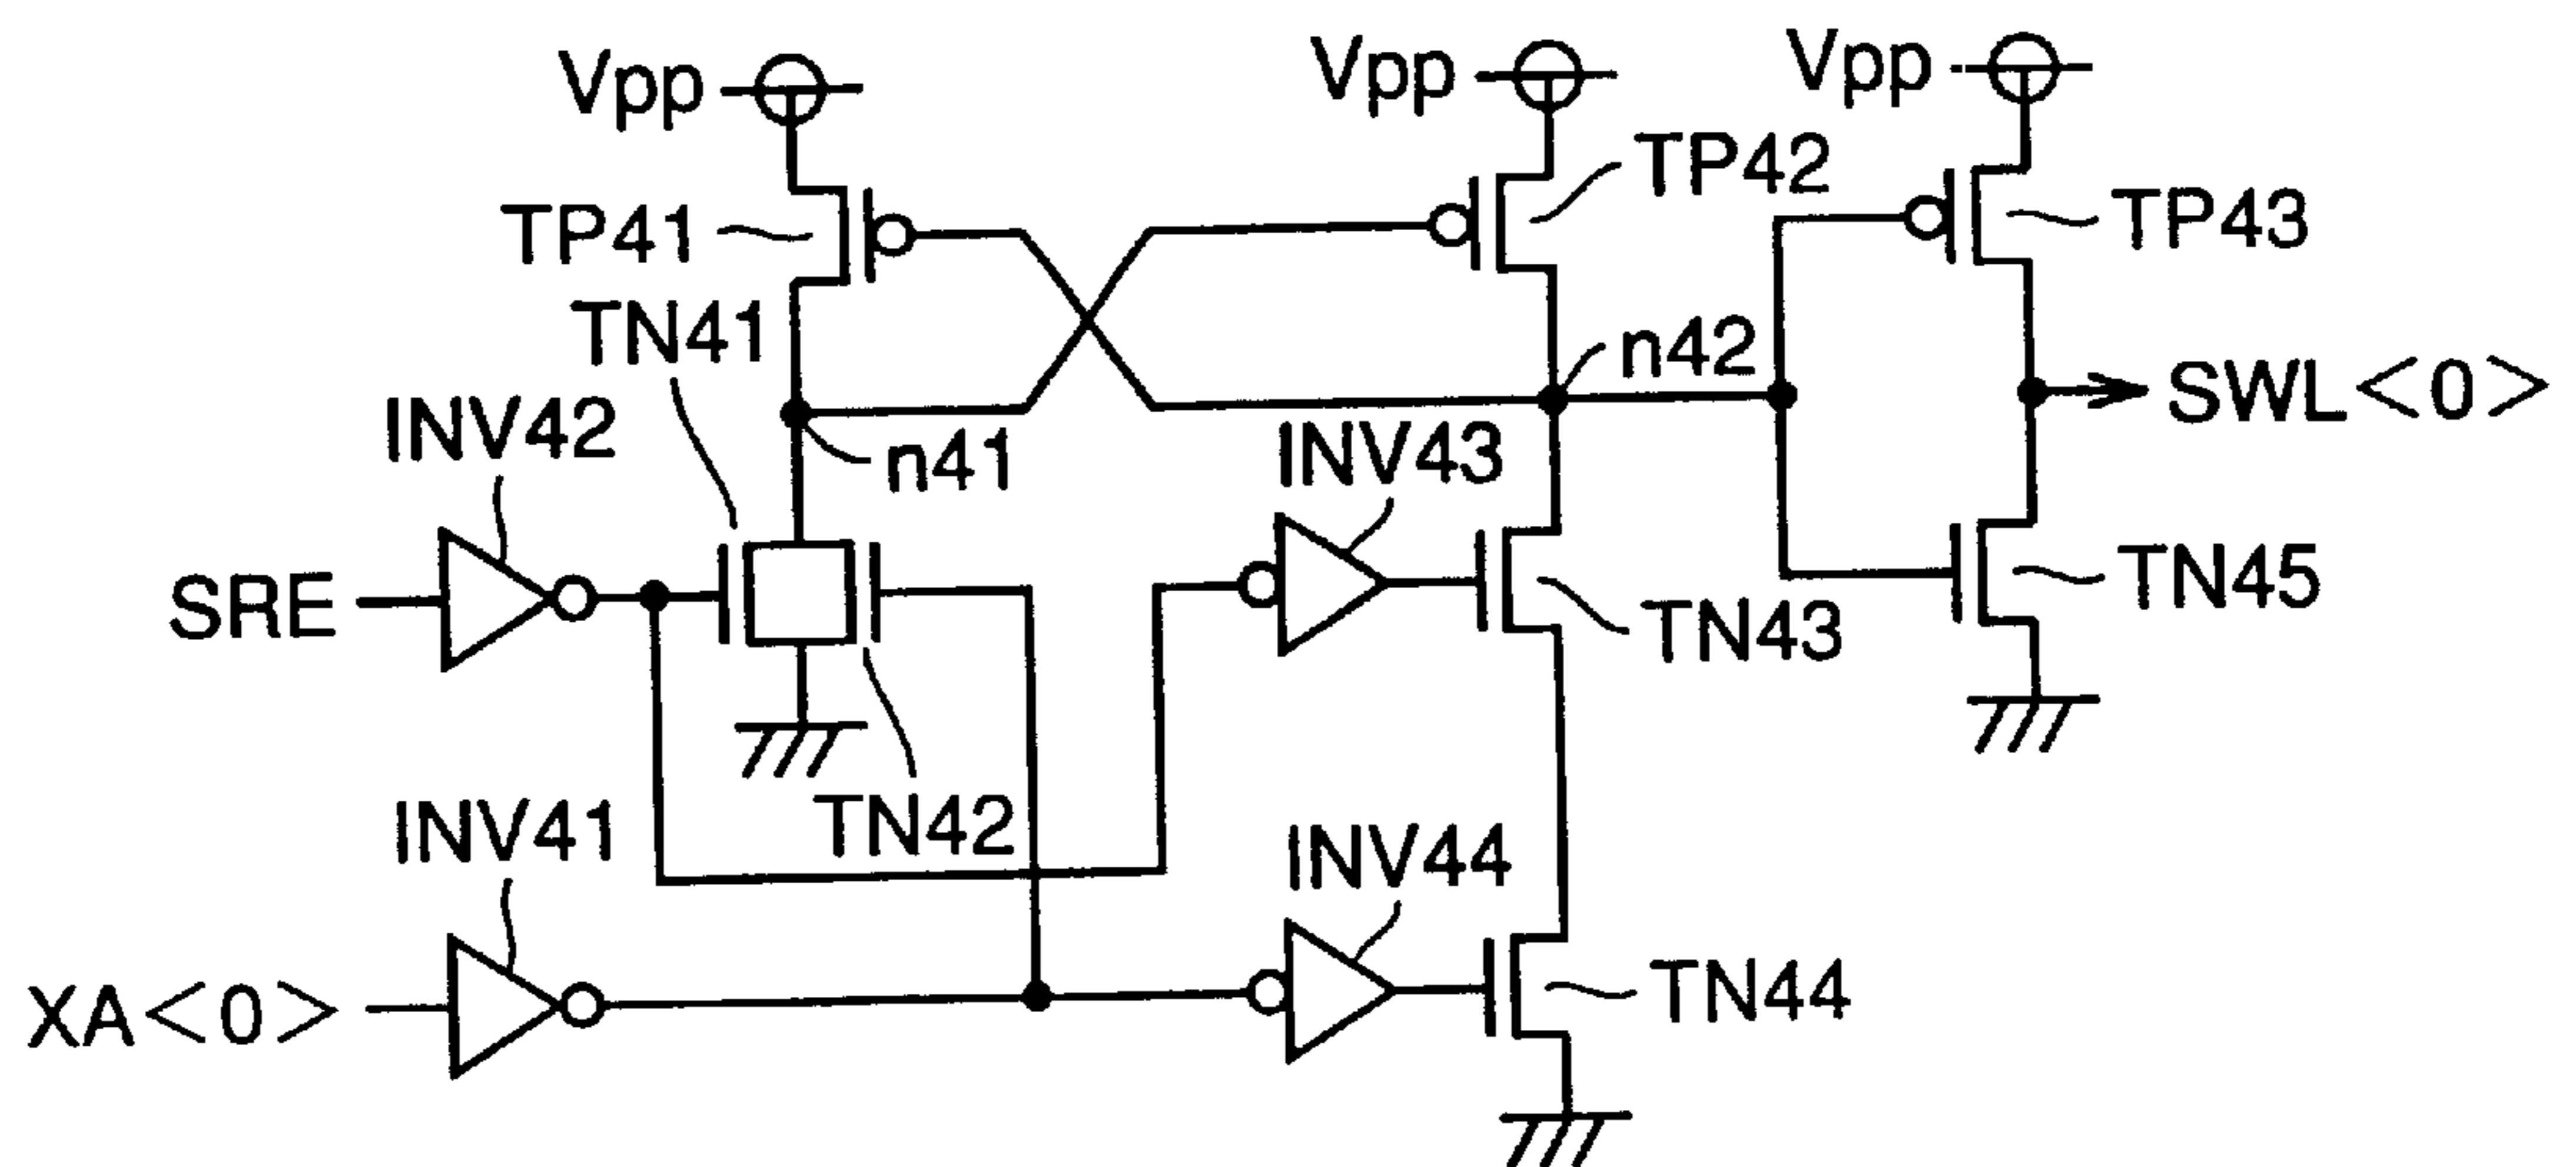 Vpp
Vpp
Vpp
TP42
TP41
TP43
TN41
n42
SWL<0>
INV42
n41
INV43
SRE
TN43
TN45
INV41
TN42
INV44
XA<0>
TN44